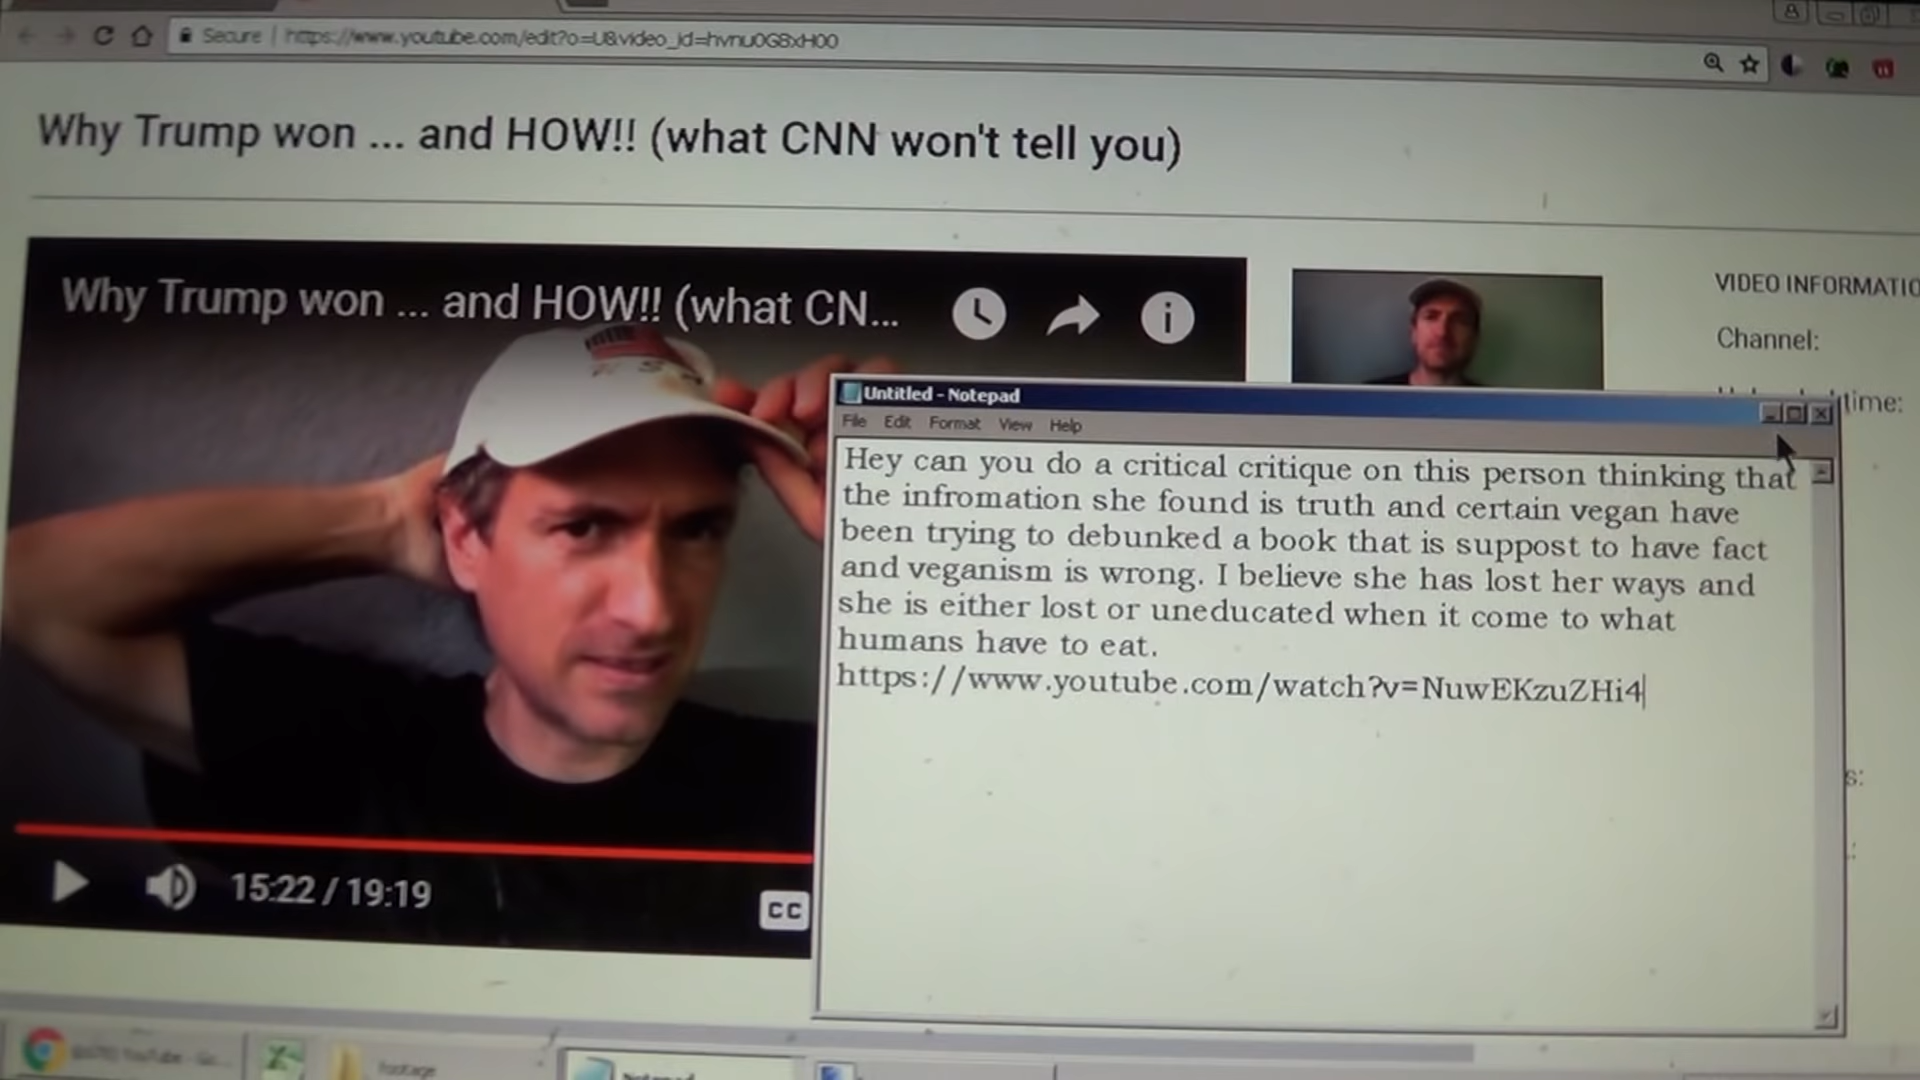 Secure | https://www.youtube.com/edit?o=U&video_id=hvnu0G8xH00
Why Trump won ... and HOW!! (what CNN won't tell you)
Why Trump won ... and HOW!! (what CN...
VIDEO INFORMATIO
Channel:
time:
Untitled - Notepad
File Edit Format View Help
Hey can you do a critical critique on this person thinking that
the infromation she found is truth and certain vegan have
been trying to debunked a book that is suppost to have fact
and veganism is wrong. I believe she has lost her ways and
she is either lost or uneducated when it come to what
humans have to eat.
https://www.youtube.com/watch?v=NuwEKzuZHi4
s:
15:22 / 19:19
CC
YouTube - Go...
footage
Notepad